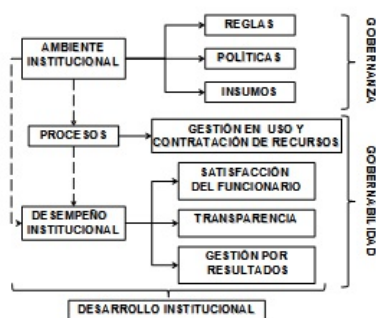 REGLAS
AMBIENTE
INSTITUCIONAL
POLÍTICAS
INSUMOS
GOBERNANZA
PROCESOS
GESTIÓN EN USO Y
CONTRATACIÓN DE RECURSOS
SATISFACCIÓN
DEL FUNCIONARIO
DESEMPEÑO
INSTITUCIONAL
TRANSPARENCIA
GESTIÓN POR
RESULTADOS
GOBERNABILIDAD
DESARROLLO INSTITUCIONAL